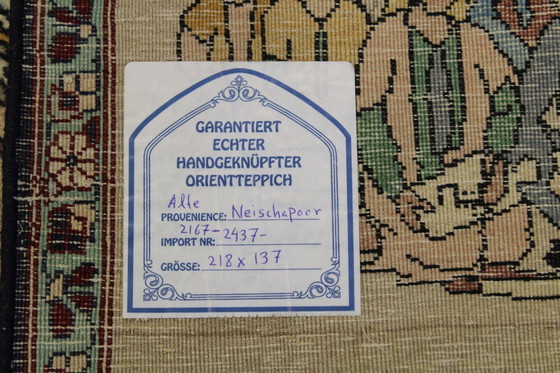 GARANTIERT
ECHTER
HANDGEKNÜPFTER
ORIENTTEPPICH
Alte
PROVENIENCE: Neischapoor
2167-2437-
IMPORT NR:
GRÖSSE: 218 x 137